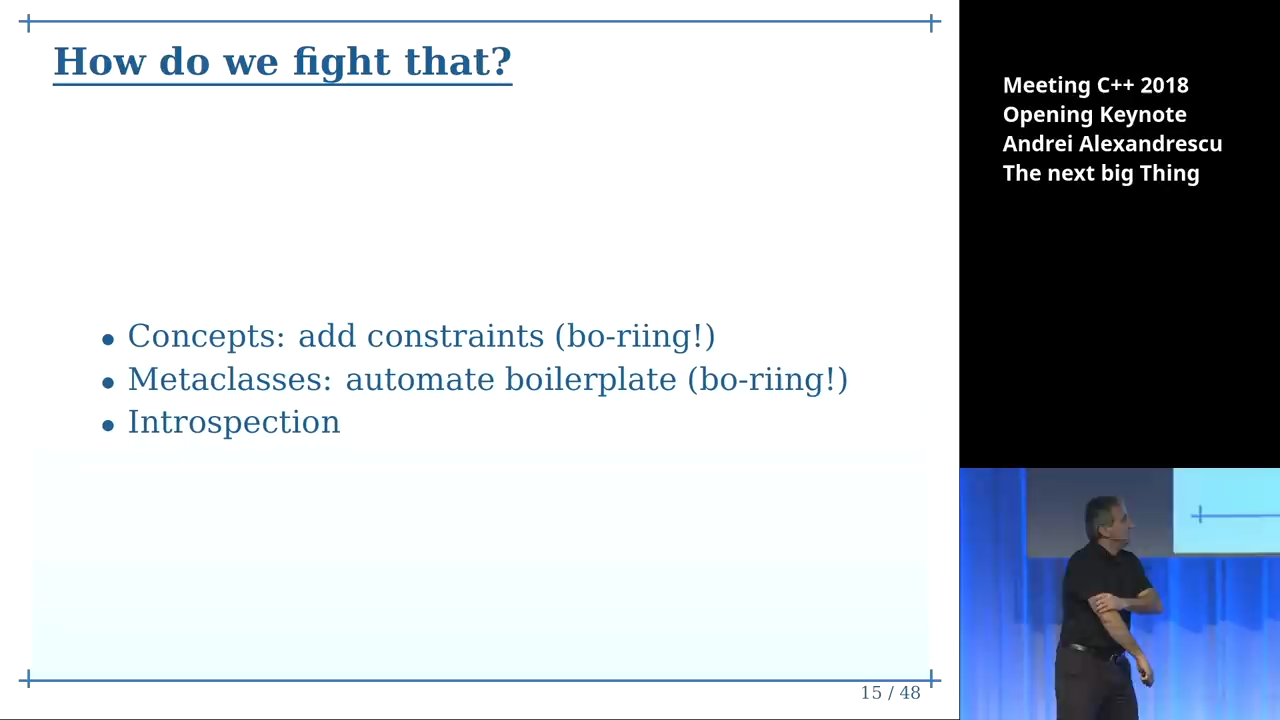 How do we fight that?
• Concepts: add constraints (bo-riing!)
• Metaclasses: automate boilerplate (bo-riing!)
• Introspection
15 / 48
Meeting C++ 2018
Opening Keynote
Andrei Alexandrescu
The next big Thing